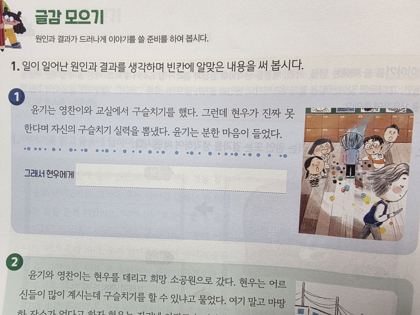 글감 모으기
원인과 결과가 드러나게 이야기를 쓸 준비를 하여 봅시다.
1. 일이 일어난 원인과 결과를 생각하며 빈칸에 알맞은 내용을 써 봅시다.
1
윤기는 영찬이와 교실에서 구슬치기를 했다. 그런데 현우가 진짜 못
한다며 자신의 구슬치기 실력을 뽐냈다. 윤기는 분한 마음이 들었다.
그래서 현우에게
2
윤기와 영찬이는 현우를 데리고 희망 소공원으로 갔다. 현우는 어르
신들이 많이 계시는데 구슬치기를 할 수 있냐고 물었다. 여기 말고 마땅